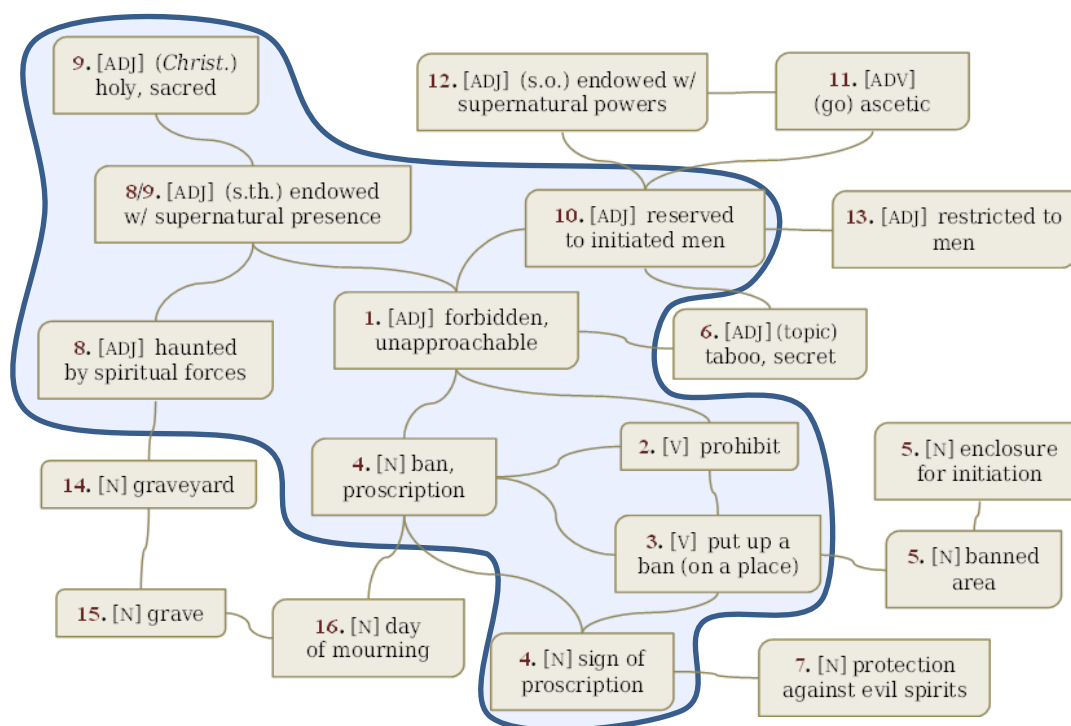 9. [ADJ] (Christ.)
holy, sacred
12. [ADJ] (s.o.) endowed w/
supernatural powers
11. [ADV]
(go) ascetic
8/9. [ADJ] (s.th.) endowed
w/ supernatural presence
10. [ADJ] reserved
to initiated men
13. [ADJ] restricted to
men
1. [ADJ] forbidden,
unapproachable
6. [ADJ] (topic)
taboo, secret
8. [ADJ] haunted
by spiritual forces
4. [N] ban,
proscription
2. [V] prohibit
5. [N] enclosure
for initiation
14. [N] graveyard
3. [V] put up a
ban (on a place)
5. [N] banned
area
15. [N] grave
16. [N] day
of mourning
4. [N] sign of
proscription
7. [N] protection
against evil spirits